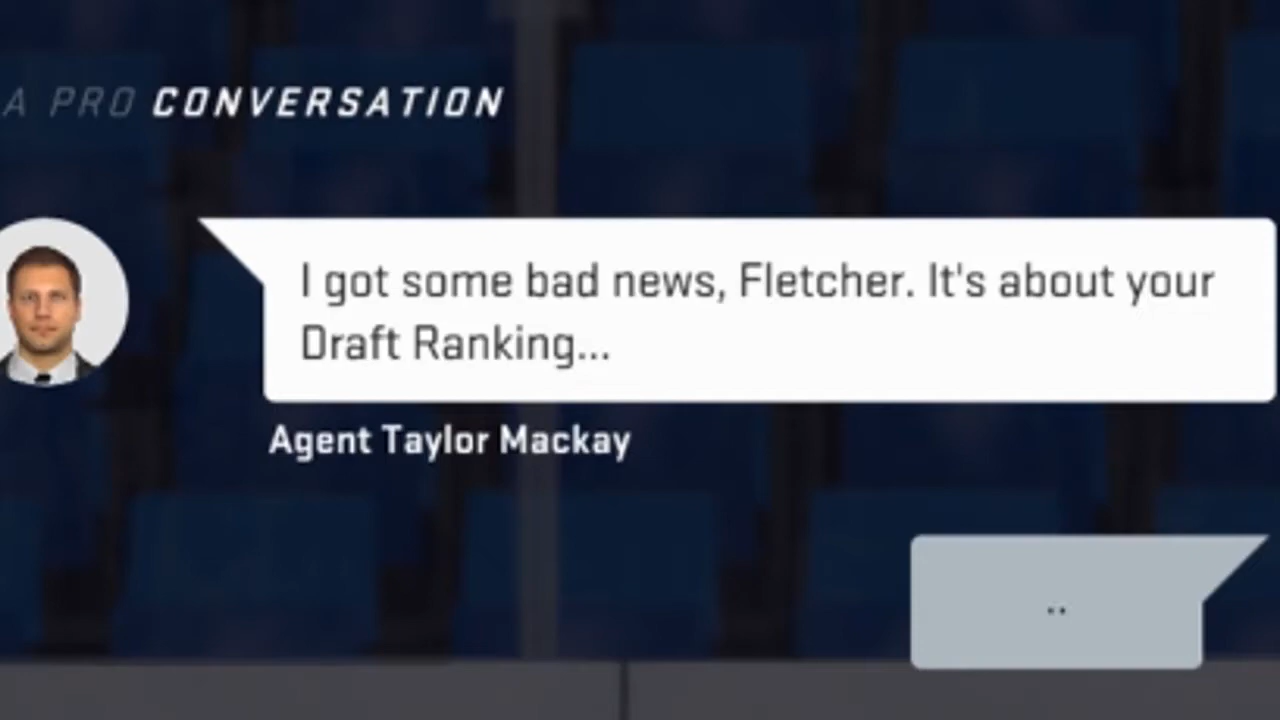 A PRO CONVERSATION
I got some bad news, Fletcher. It's about your
Draft Ranking...
Agent Taylor Mackay
..